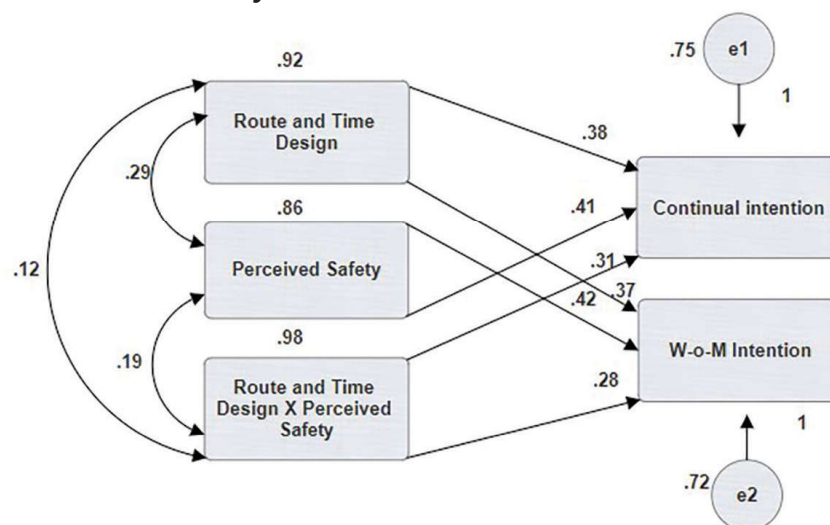 .92
.75
e1
1
Route and Time
Design
.38
.29
.86
.41
Continual intention
Perceived Safety
.12
.31
.42
.37
.98
.19
Route and Time
Design X Perceived
Safety
W-o-M Intention
.28
1
.72
e2